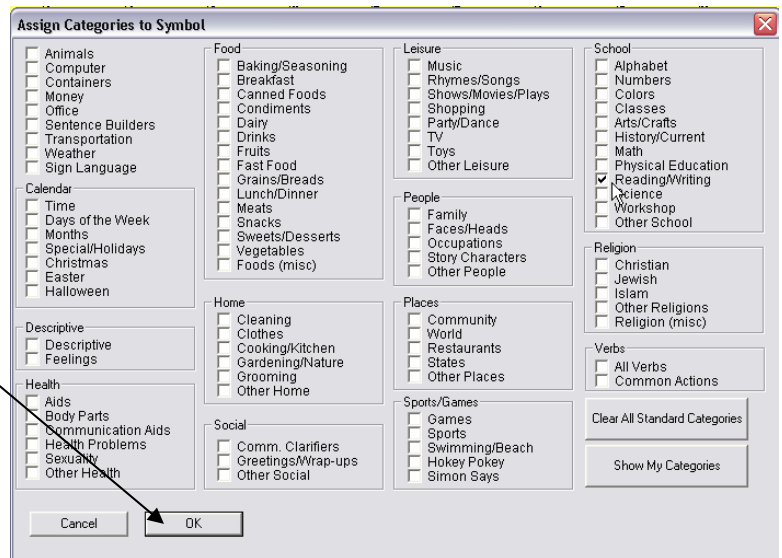 Assign Categories to Symbol
Animals
Computer
Containers
Money
Office
Sentence Builders
Transportation
Weather
Sign Language
Calendar
Time
Days of the Week
Months
Special/Holidays
Christmas
Easter
Halloween
Descriptive
Descriptive
Feelings
Health
Aids
Body Parts
Communication Aids
Health Problems
Sexuality
Other Health
Food
Baking/Seasoning
Breakfast
Canned Foods
Condiments
Dairy
Drinks
Fruits
Fast Food
Grains/Breads
Lunch/Dinner
Meats
Snacks
Sweets/Desserts
Vegetables
Foods (misc)
Home
Cleaning
Clothes
Cooking/Kitchen
Gardening/Nature
Grooming
Other Home
Social
Comm. Clarifiers
Greetings/Wrap-ups
Other Social
Leisure
Music
Rhymes/Songs
Shows/Movies/Plays
Shopping
Party/Dance
TV
Toys
Other Leisure
People
Family
Faces/Heads
Occupations
Story Characters
Other People
Places
Community
World
Restaurants
States
Other Places
Sports/Games
Games
Sports
Swimming/Beach
Hokey Pokey
Simon Says
School
Alphabet
Numbers
Colors
Classes
Arts/Crafts
History/Current
Math
Physical Education
Reading/Writing
Science
Workshop
Other School
Religion
Christian
Jewish
Islam
Other Religions
Religion (misc)
Verbs
All Verbs
Common Actions
Clear All Standard Categories
Show My Categories
Cancel
OK